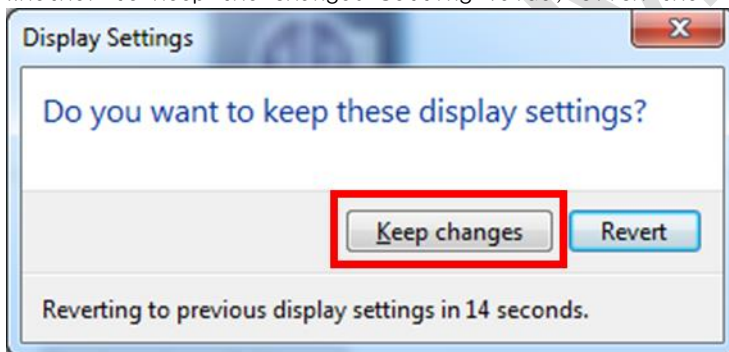 Display Settings
Do you want to keep these display settings?
Keep changes Revert
Reverting to previous display settings in 14 seconds.